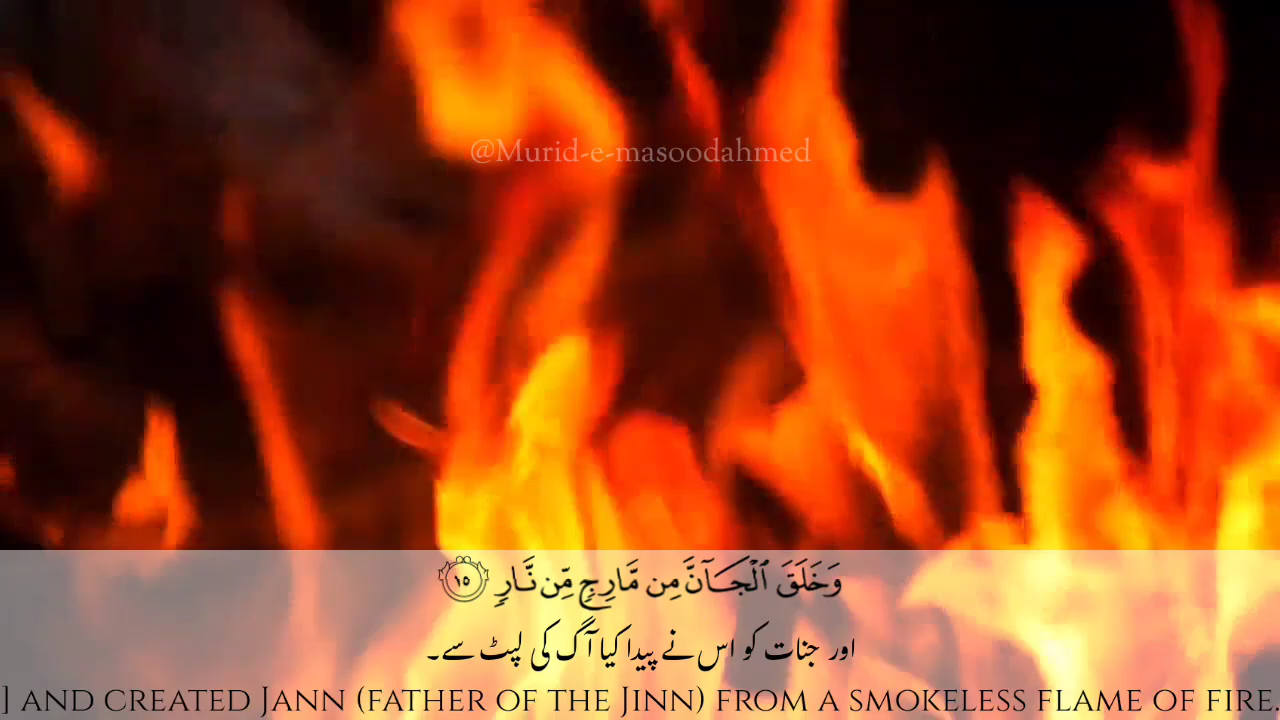 @Murid-e-masoodahmed
وَخَلَقَ ٱلْجَآنَّ مِن مَّارِجٍ مِّن نَّارٍ ١٥
اور جنات کو اس نے پیدا کیا آگ کی لپٹ سے۔
] AND CREATED JANN (FATHER OF THE JINN) FROM A SMOKELESS FLAME OF FIRE.